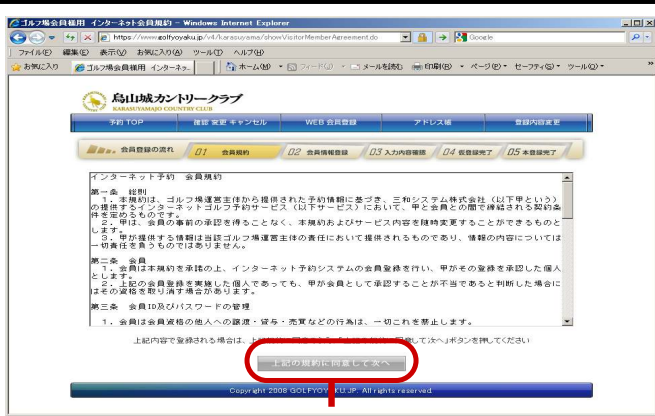 ゴルフ場会員様用 インターネット会員規約 - Windows Internet Explorer
https://www.golfyoyaku.jp/v4/karasuyama/showVisitorMemberAgreement.do
Google
ファイル(F) 編集(E) 表示(V) お気に入り(A) ツール(T) ヘルプ(H)
お気に入り ゴルフ場会員様用 インターネッ... ホーム(M) フィード(J) メールを読む 印刷(R) ページ(P) セーフティ(S) ツール(O) »
烏山城カントリークラブ
KARASUYAMAJO COUNTRY CLUB
予約 TOP 確認 変更 キャンセル WEB 会員登録 アドレス帳 登録内容変更
会員登録の流れ 01 会員規約 02 会員情報登録 03 入力内容確認 04 仮登録完了 05 本登録完了
インターネット予約 会員規約
第一条 総則
1．本規約は、ゴルフ場運営主体から提供された予約情報に基づき、三和システム株式会社（以下甲という）
の提供するインターネットゴルフ予約サービス（以下サービス）において、甲と会員との間で締結される契約条
件を定めるものです。
2．甲は、会員の事前の承認を得ることなく、本規約およびサービス内容を随時変更することができるものと
します。
3．甲が提供する情報は当該ゴルフ場運営主体の責任において提供されるものであり、情報の内容については
一切責任を負うものではありません。
第二条 会員
1．会員は本規約を承諾の上、インターネット予約システムの会員登録を行い、甲がその登録を承認した個人
とします。
2．上記の会員登録を実施した個人であっても、甲が会員として承認することが不当であると判断した場合に
はその資格を取り消す場合があります。
第三条 会員ID及びパスワードの管理
1．会員は会員資格の他人への譲渡・貸与・売買などの行為は、一切これを禁止します。
上記内容で登録される場合は、上記 同意して次へ」ボタンを押してください
上記の規約に同意して次へ
Copyright 2008 GOLFYOYAKU.JP. All rights reserved.